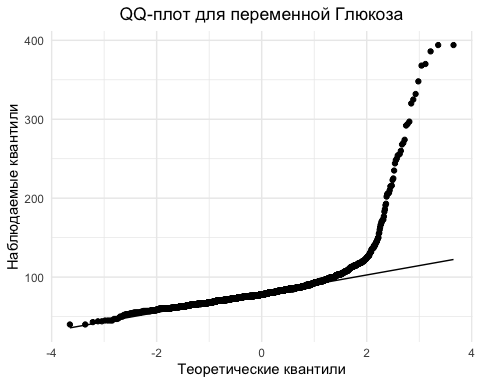 QQ-плот для переменной Глюкоза
Наблюдаемые квантили
400
300
200
100
-4 -2 0 2 4
Теоретические квантили